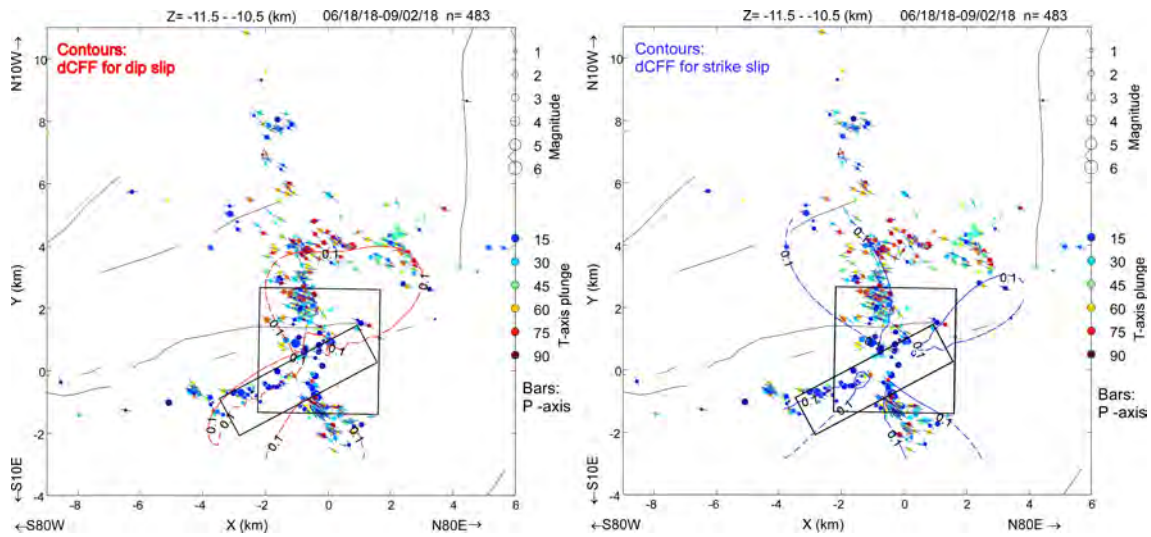 Z= -11.5 - -10.5 (km) 06/18/18-09/02/18 n= 483
Contours:
dCFF for dip slip
N10W→
10
8
6
4
2
0
-2
-4
Y (km)
←S10E
-8
-6
-4
-2
0
2
4
6
8
←S80W
X (km)
N80E→
0.1
0.1
0.1
0.1
0.1
0.1
0.1
0.1
1
2
3
4
5
6
Magnitude
15
30
45
60
75
90
T-axis plunge
Bars:
P -axis
Z= -11.5 - -10.5 (km) 06/18/18-09/02/18 n= 483
Contours:
dCFF for strike slip
N10W→
10
8
6
4
2
0
-2
-4
Y (km)
←S10E
-8
-6
-4
-2
0
2
4
6
←S80W
X (km)
N80E→
0.1
0.1
0.1
0.1
0.1
0.1
0.1
0.1
0.1
1
2
3
4
5
6
Magnitude
15
30
45
60
75
90
T-axis plunge
Bars:
P -axis